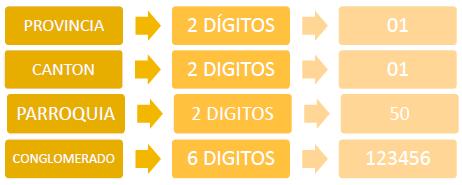 PROVINCIA 2 DÍGITOS 01
CANTON 2 DIGITOS 01
PARROQUIA 2 DIGITOS 50
CONGLOMERADO 6 DIGITOS 123456